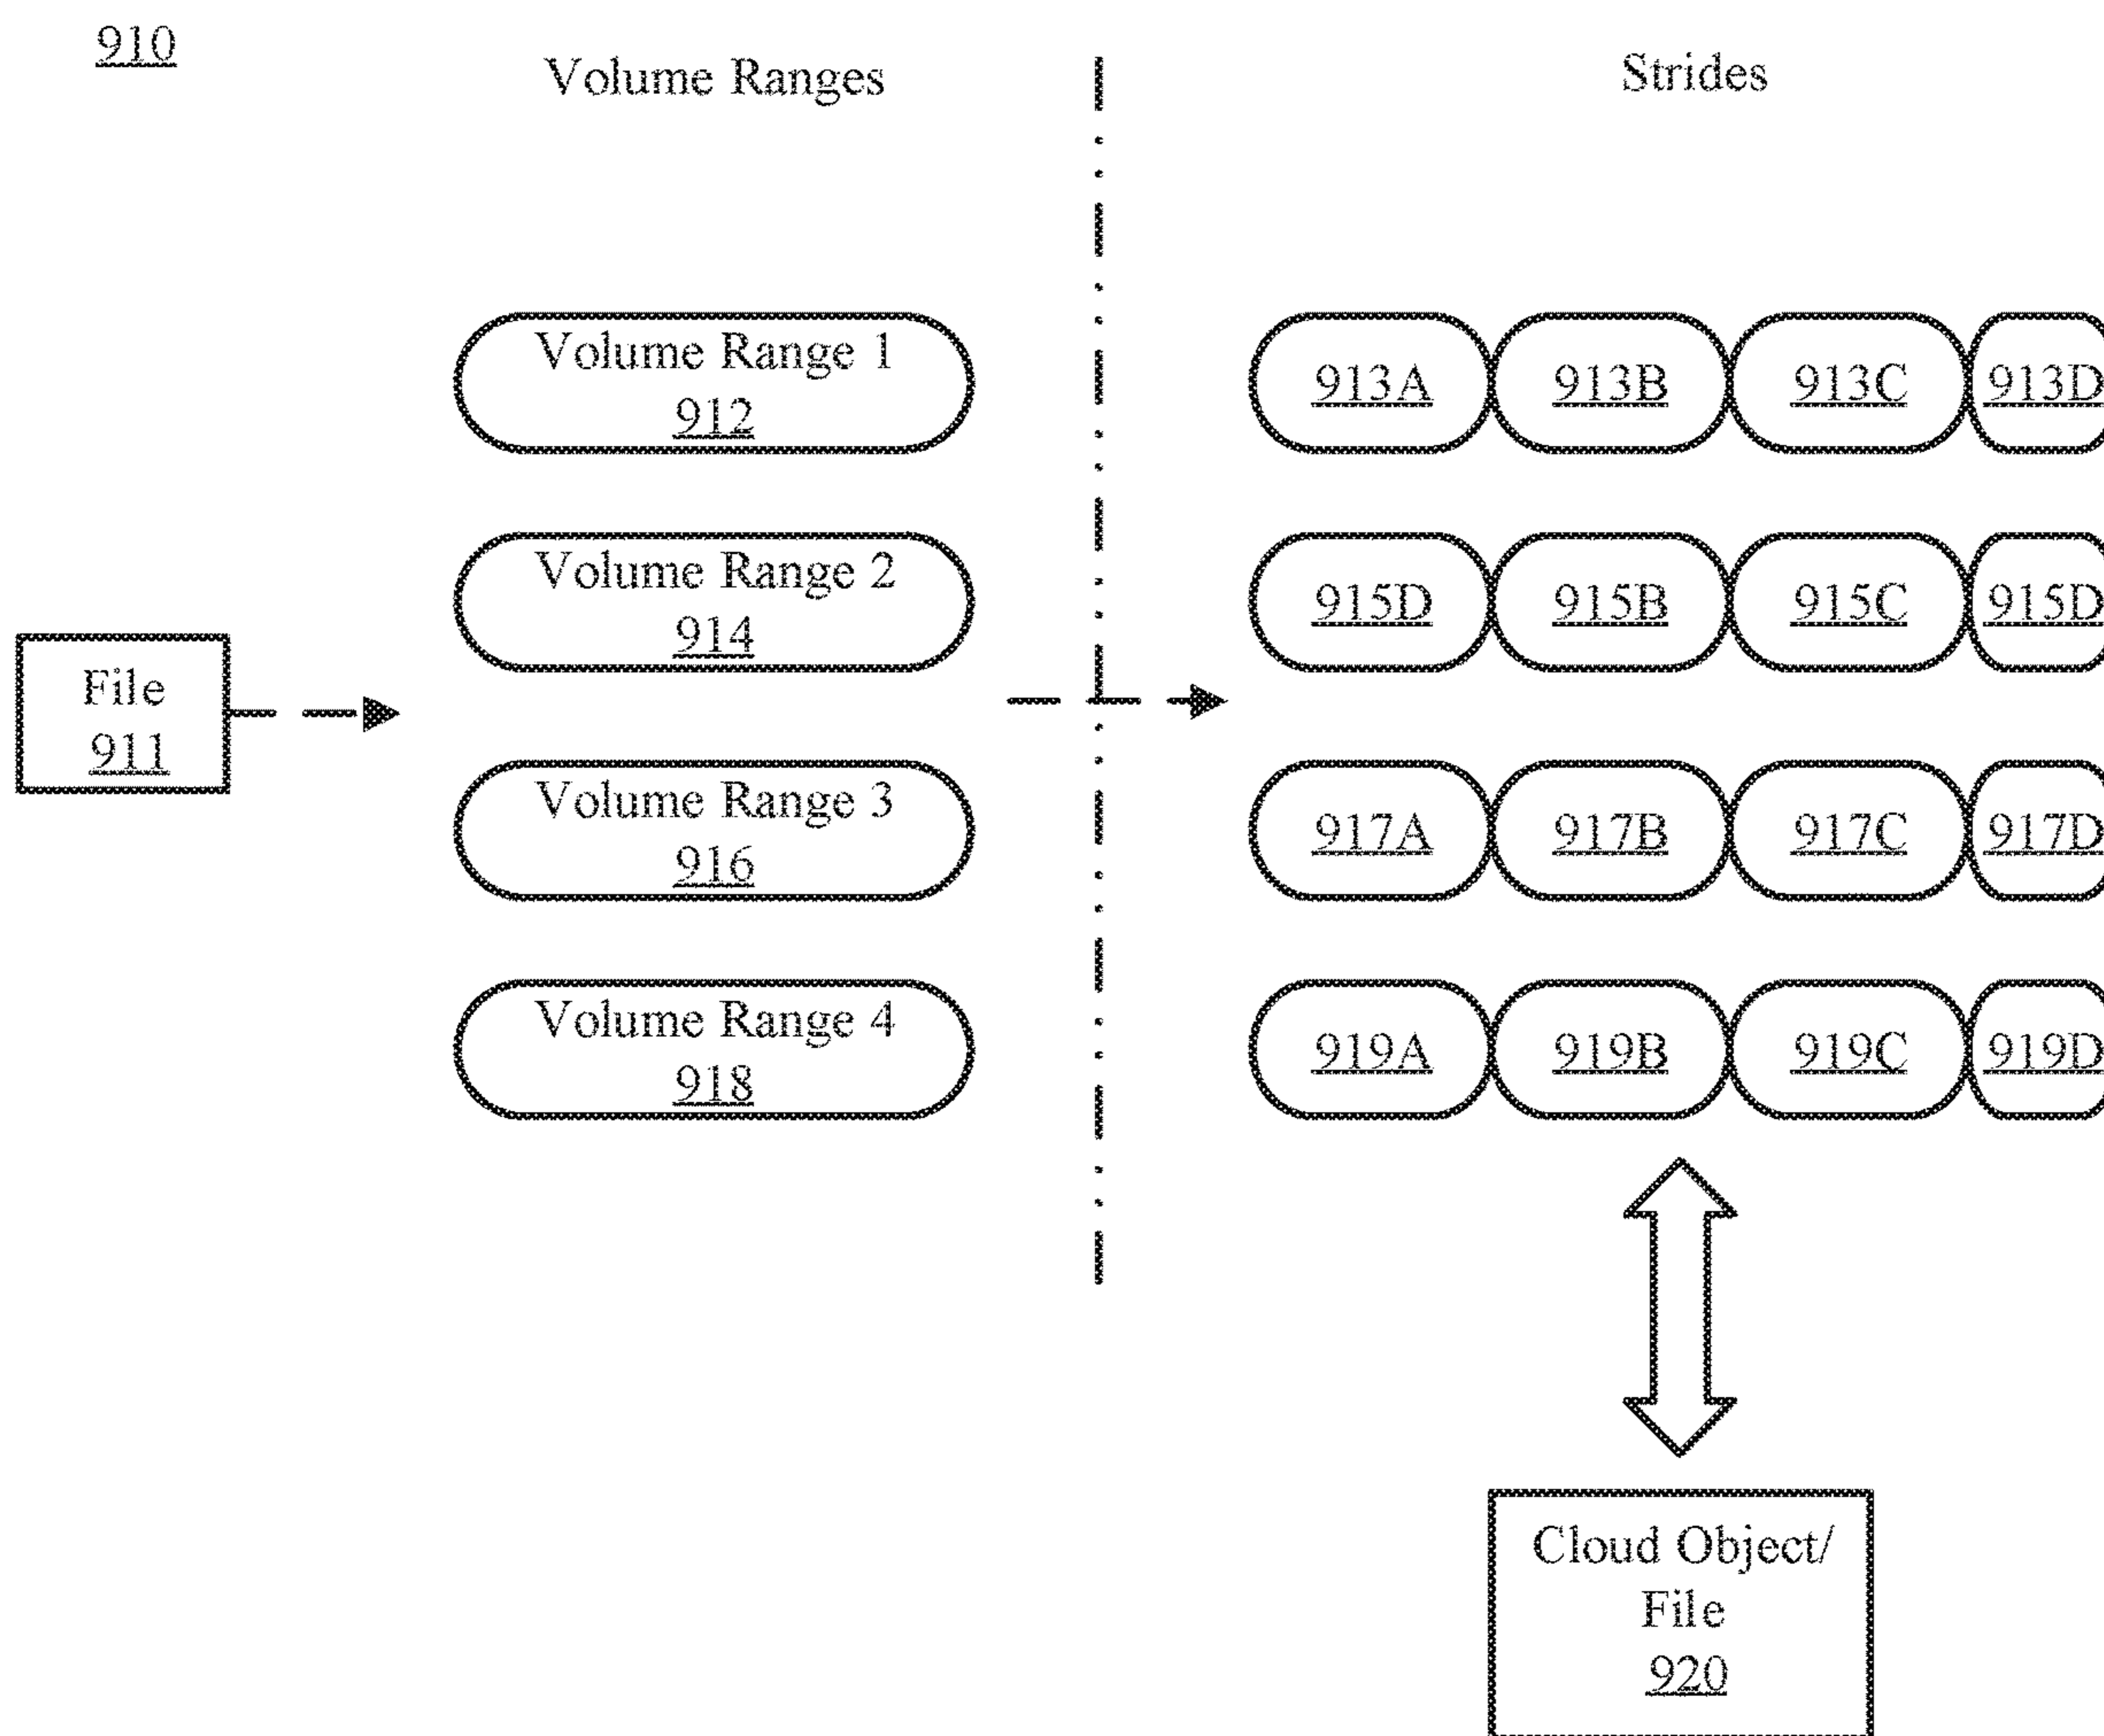 910
Volume Ranges
Strides
Volume Range 1
912
913A 913B 913C 913D
Volume Range 2
914
915D 915B 915C 915D
File
911
Volume Range 3
916
917A 917B 917C 917D
Volume Range 4
918
919A 919B 919C 919D
Cloud Object/
File
920